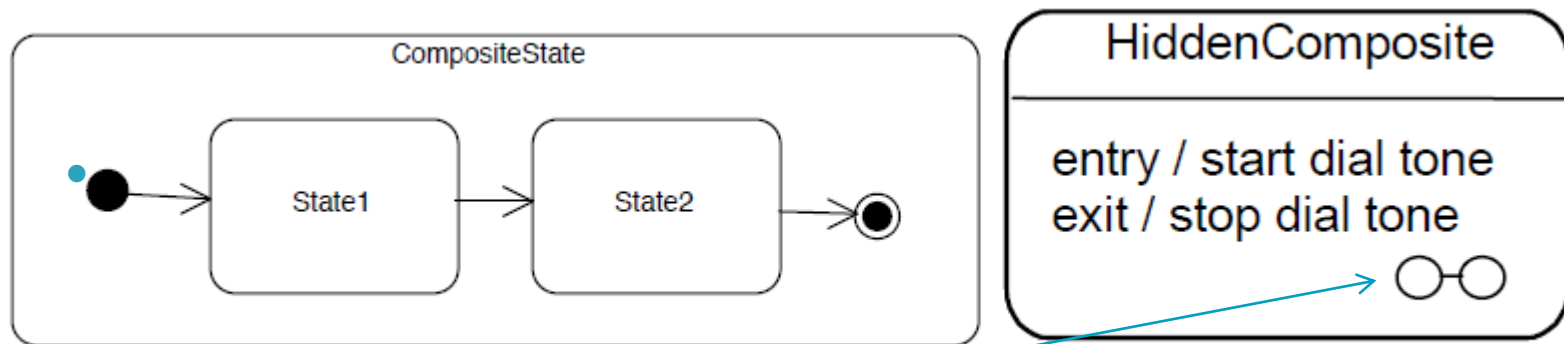 CompositeState
State1
State2
HiddenComposite
entry / start dial tone
exit / stop dial tone